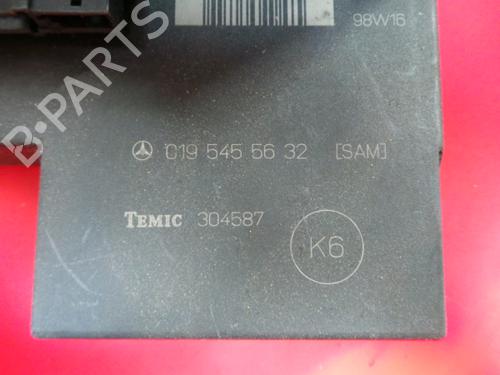 98W16
B-PARTS
019 545 56 32 [SAM]
TEMIC 304587
K6